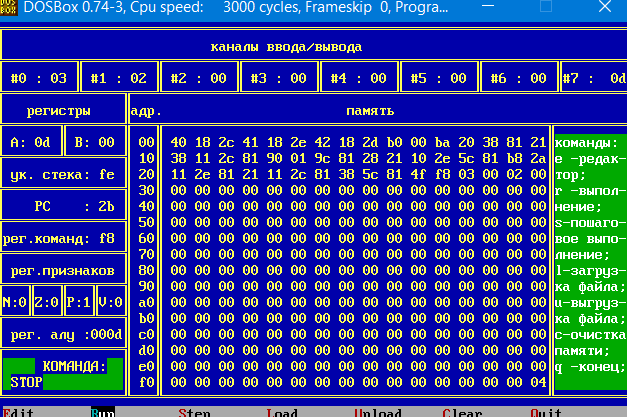 DOSBox 0.74-3, Cpu speed: 3000 cycles, Frameskip 0, Progra...
каналы ввода/вывода
#0 : 03 #1 : 02 #2 : 00 #3 : 00 #4 : 00 #5 : 00 #6 : 00 #7 : 0d
регистры адр. память
A: 0d B: 00 00 40 18 2c 41 18 2e 42 18 2d b0 00 ba 20 38 81 21 команды:
10 38 11 2c 81 90 01 9c 81 28 21 10 2e 5c 81 b8 2a е -редак-
ук. стека: fe 20 11 2e 81 21 11 2c 81 38 5c 81 4f f8 03 00 02 00 тор;
30 00 00 00 00 00 00 00 00 00 00 00 00 00 00 00 00 r -выпол-
PC : 2b 40 00 00 00 00 00 00 00 00 00 00 00 00 00 00 00 00 нение;
50 00 00 00 00 00 00 00 00 00 00 00 00 00 00 00 00 s-пошаго-
рег.команд: f8 60 00 00 00 00 00 00 00 00 00 00 00 00 00 00 00 00 вое выпо-
70 00 00 00 00 00 00 00 00 00 00 00 00 00 00 00 00 лнение;
рег.признаков 80 00 00 00 00 00 00 00 00 00 00 00 00 00 00 00 00 l-загруз-
90 00 00 00 00 00 00 00 00 00 00 00 00 00 00 00 00 ка файла;
N:0 Z:0 P:1 V:0 a0 00 00 00 00 00 00 00 00 00 00 00 00 00 00 00 00 u-выгруз-
b0 00 00 00 00 00 00 00 00 00 00 00 00 00 00 00 00 ка файла;
рег. алу :000d c0 00 00 00 00 00 00 00 00 00 00 00 00 00 00 00 00 с-очистка
d0 00 00 00 00 00 00 00 00 00 00 00 00 00 00 00 00 памяти;
КОМАНДА: e0 00 00 00 00 00 00 00 00 00 00 00 00 00 00 00 00 q -конец;
STOP f0 00 00 00 00 00 00 00 00 00 00 00 00 00 00 00 04
Edit Run Step Load Upload Clear Quit